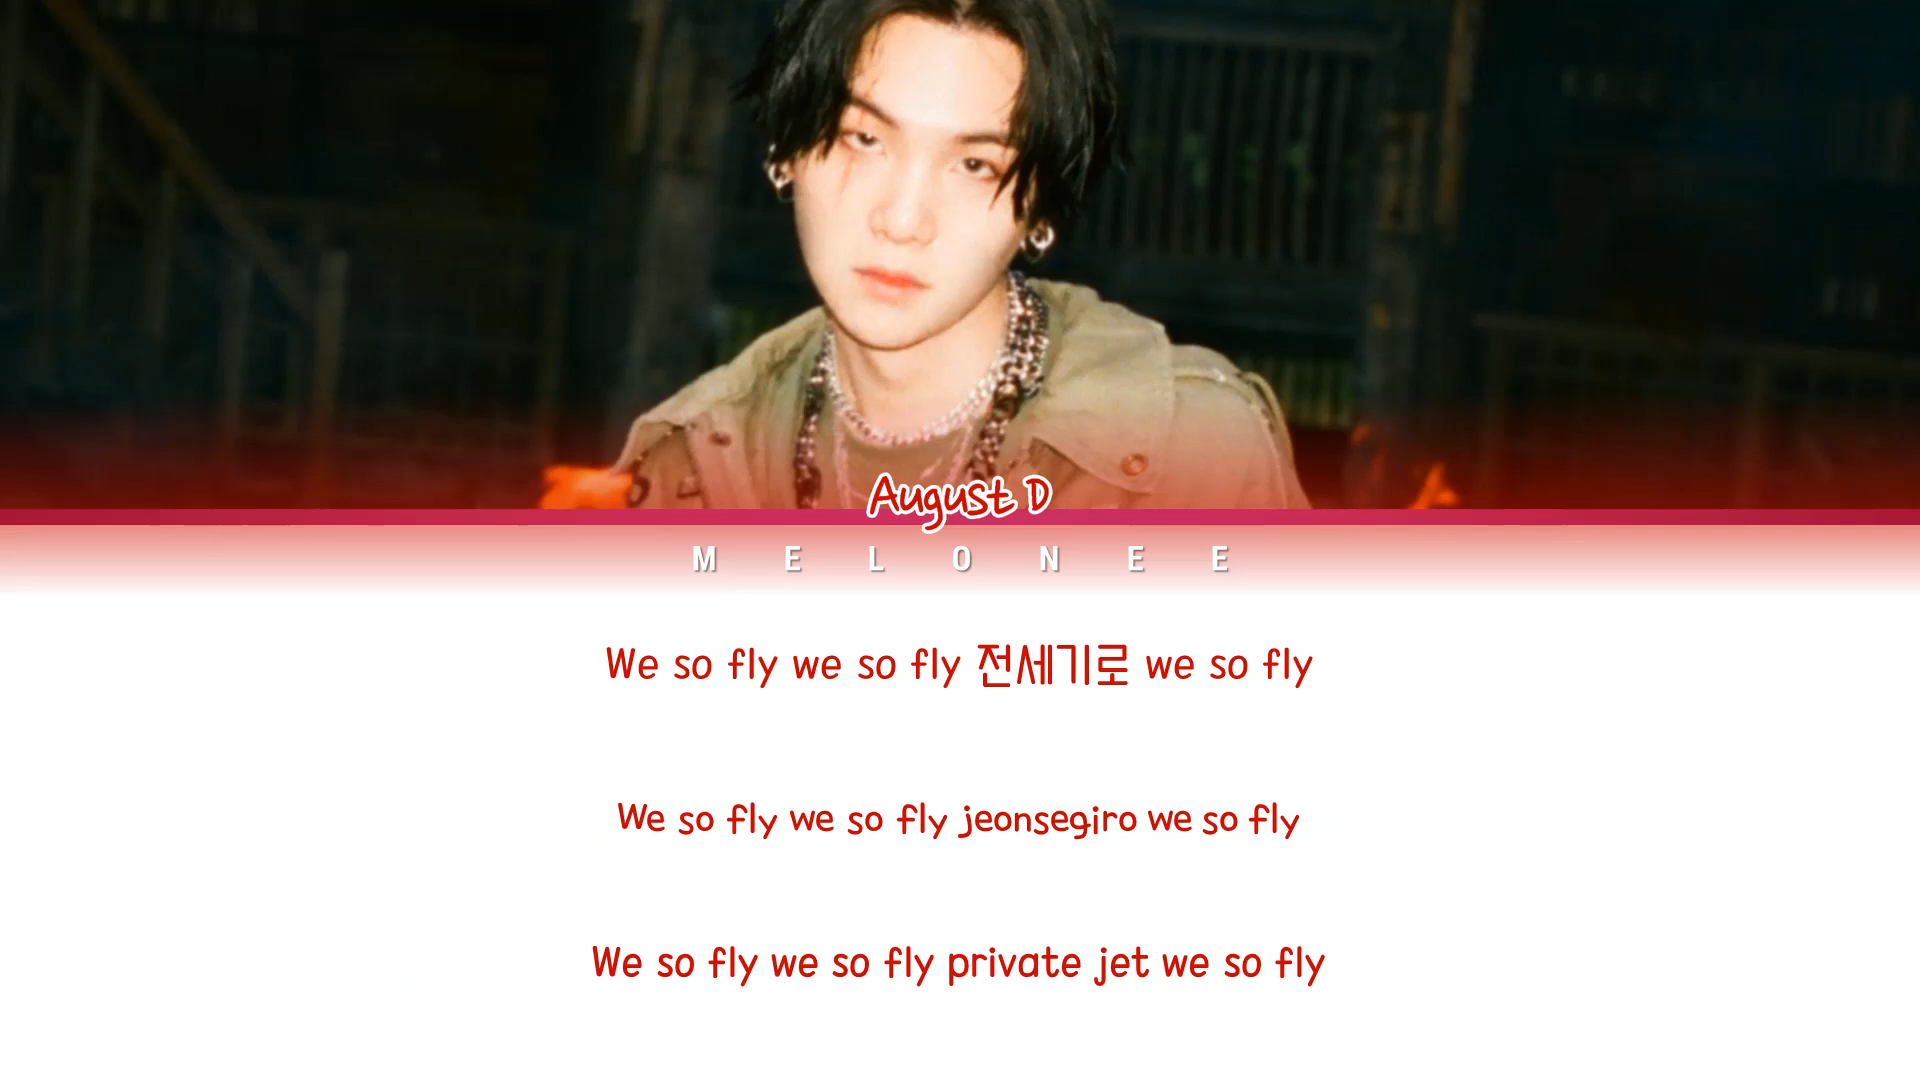 August D
MELONEE
We so fly we so fly 전세기로 we so fly
We so fly we so fly jeonsegiro we so fly
We so fly we so fly private jet we so fly